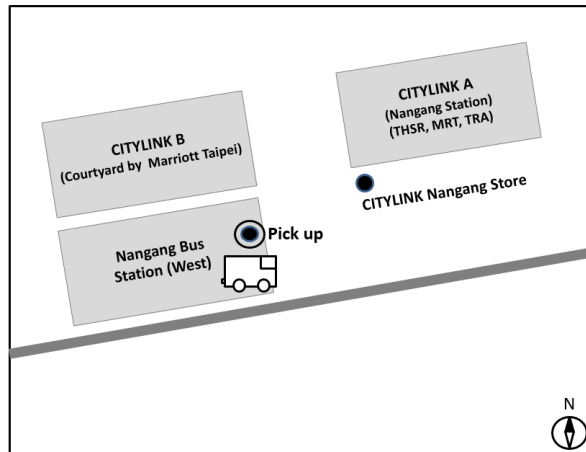 CITYLINK A
(Nangang Station)
(THSR, MRT, TRA)
CITYLINK B
(Courtyard by Marriott Taipei)
CITYLINK Nangang Store
Nangang Bus
Station (West)
Pick up
N